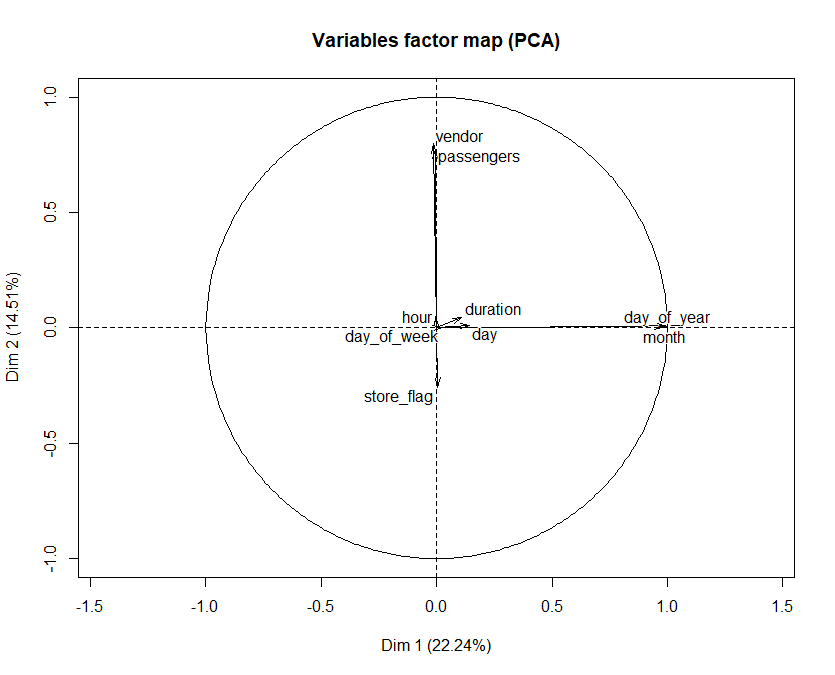 Variables factor map (PCA)
1.0
0.5
0.0
-0.5
-1.0
Dim 2 (14.51%)
vendor
passengers
duration
hour
day_of_year
day_of_week
day
month
store_flag
-1.5
-1.0
-0.5
0.0
0.5
1.0
1.5
Dim 1 (22.24%)